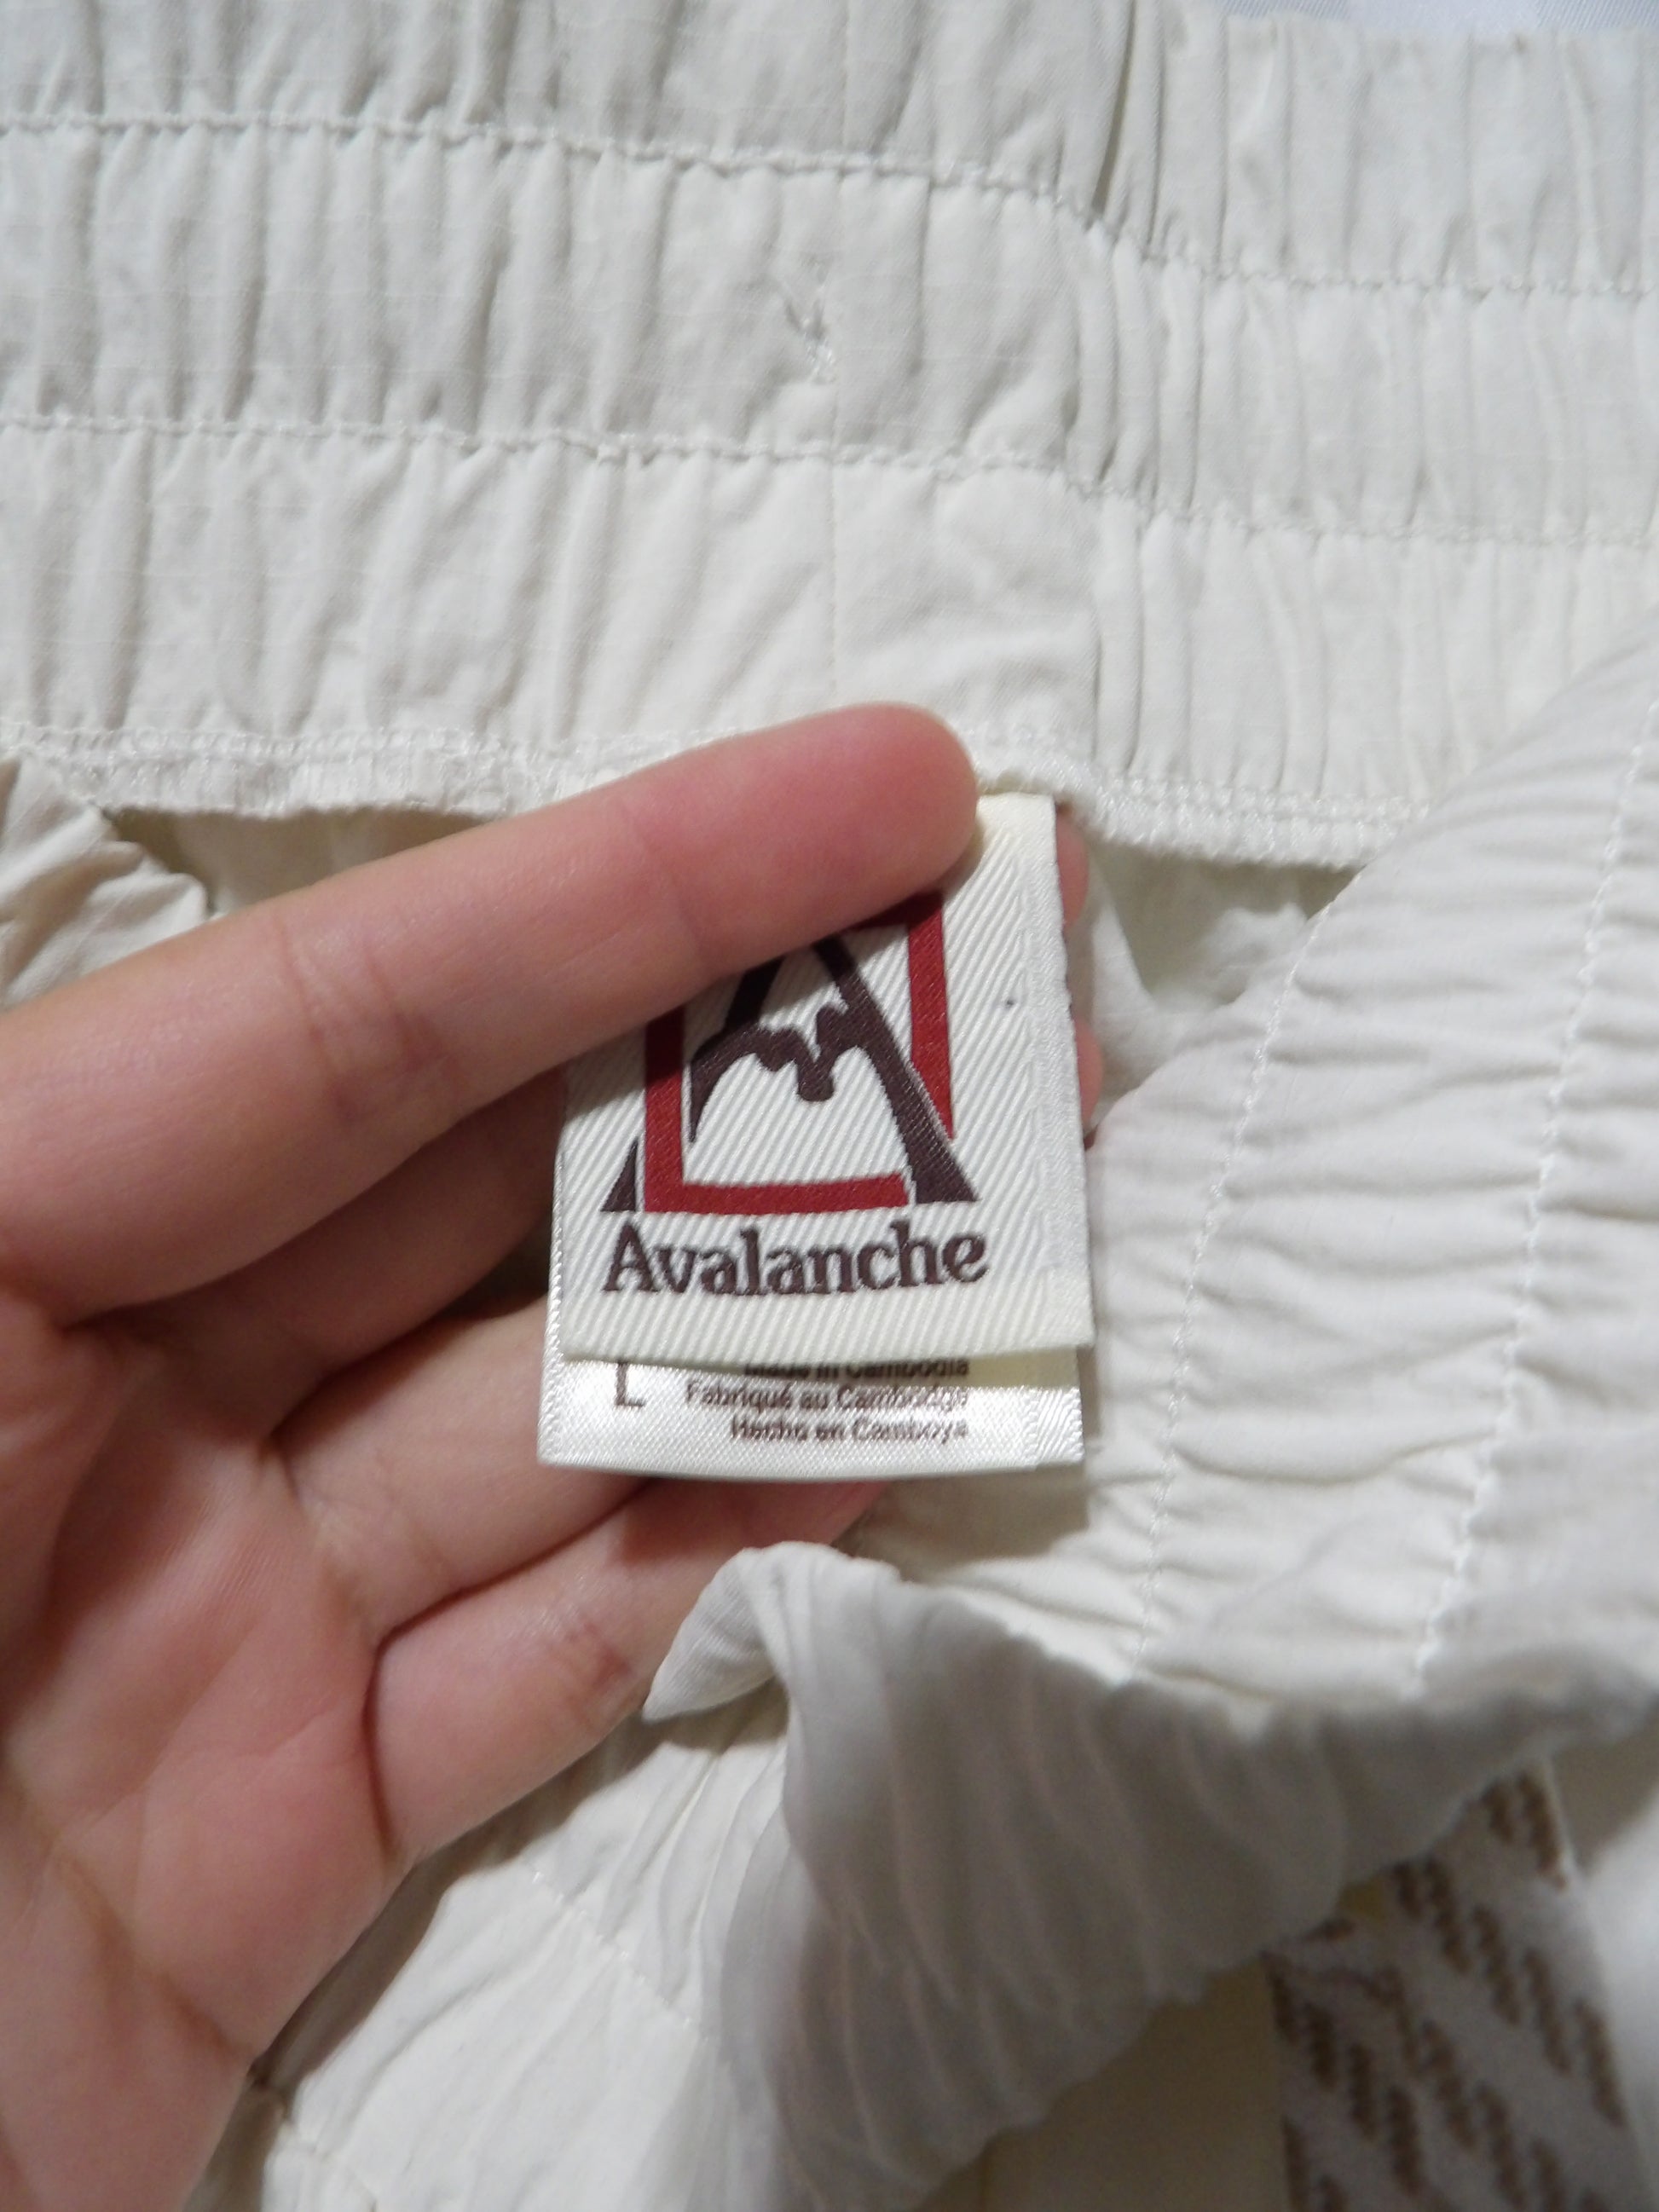 Avalanche
L
Made in Cambodia
Fabriqué au Cambodge
Hecho en Camboya